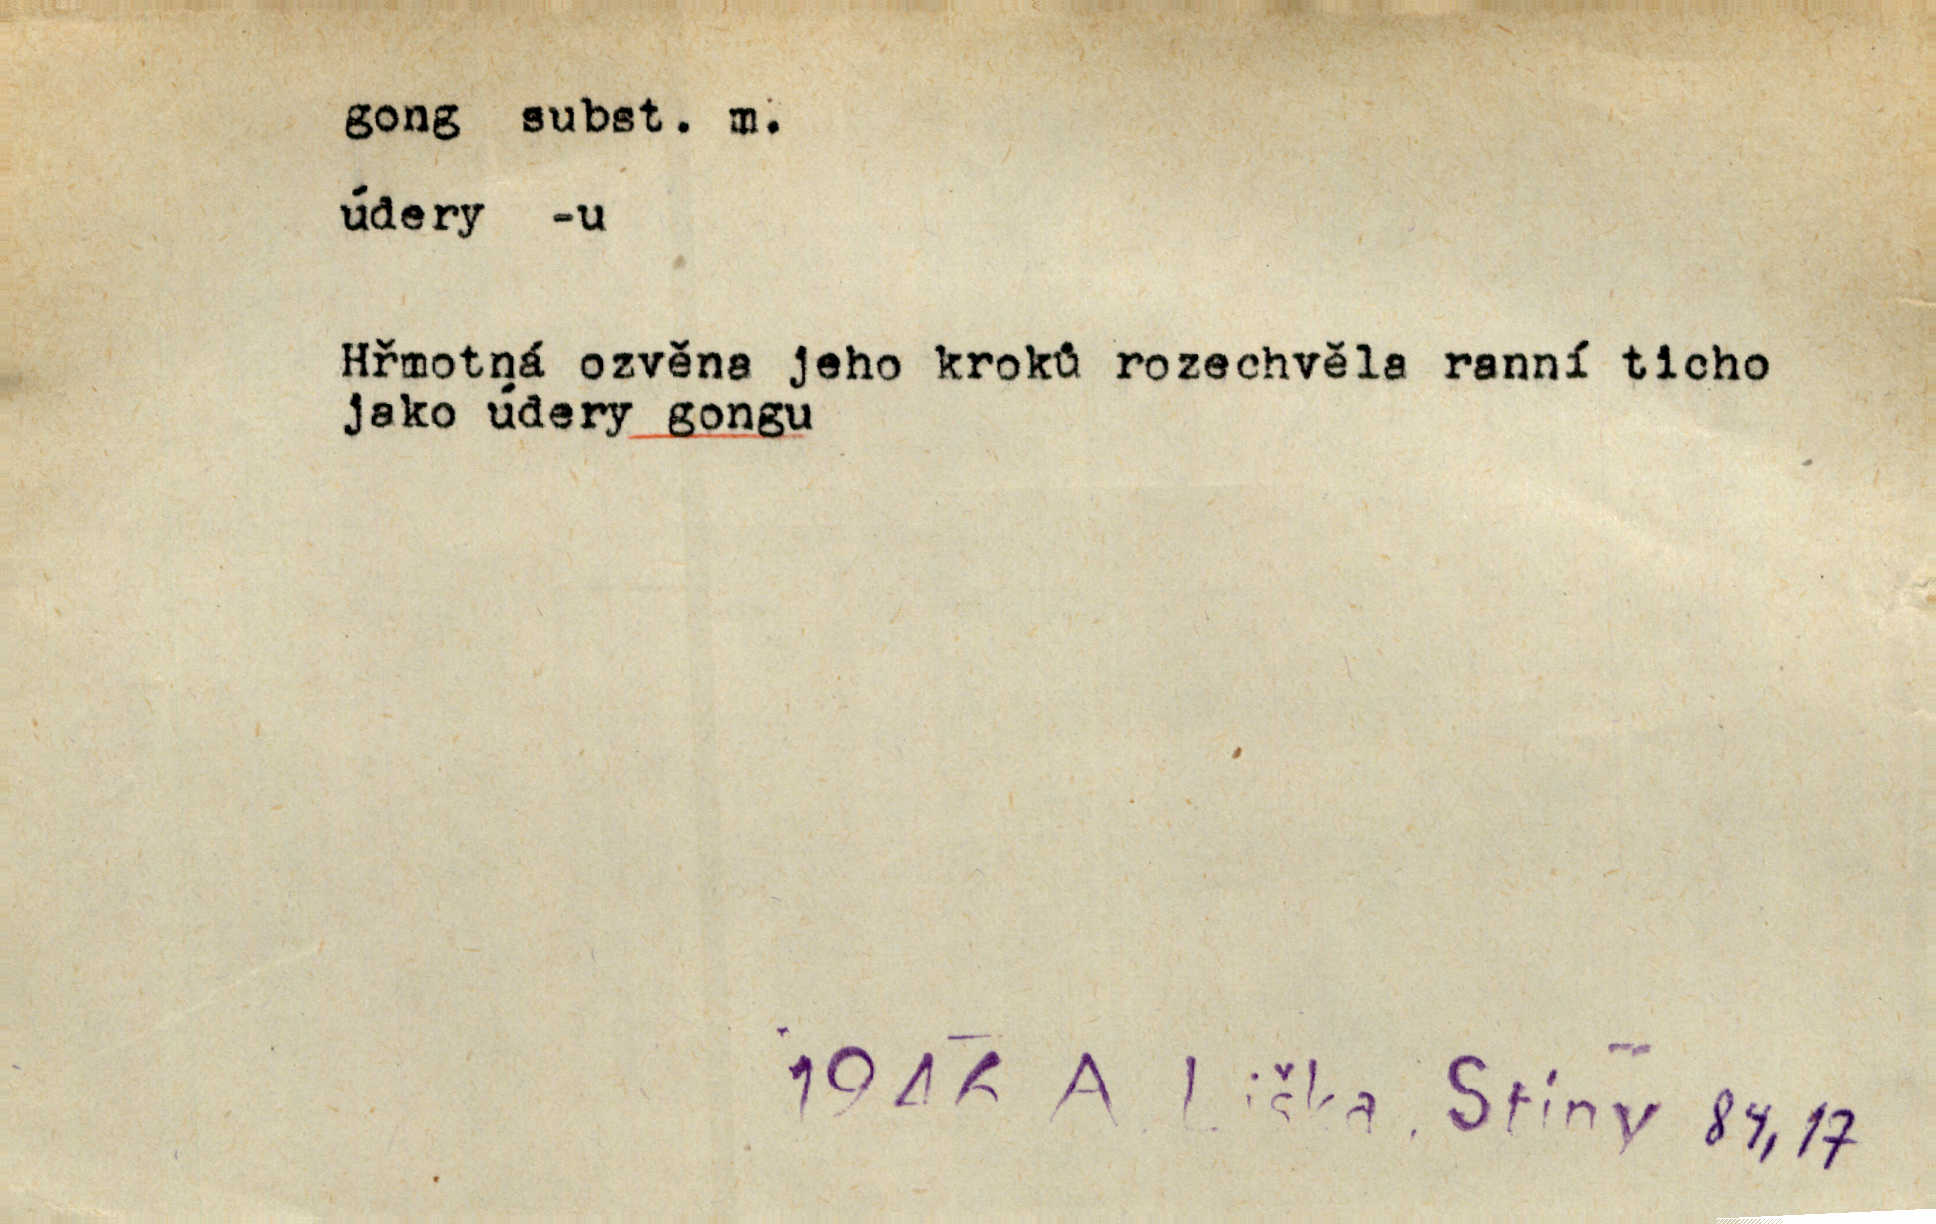 gong subst. m.
údery -u
Hřmotná ozvěna jeho kroků rozechvěla ranní ticho
jako údery gongu
1946 A. Liška, Stíny 84, 17